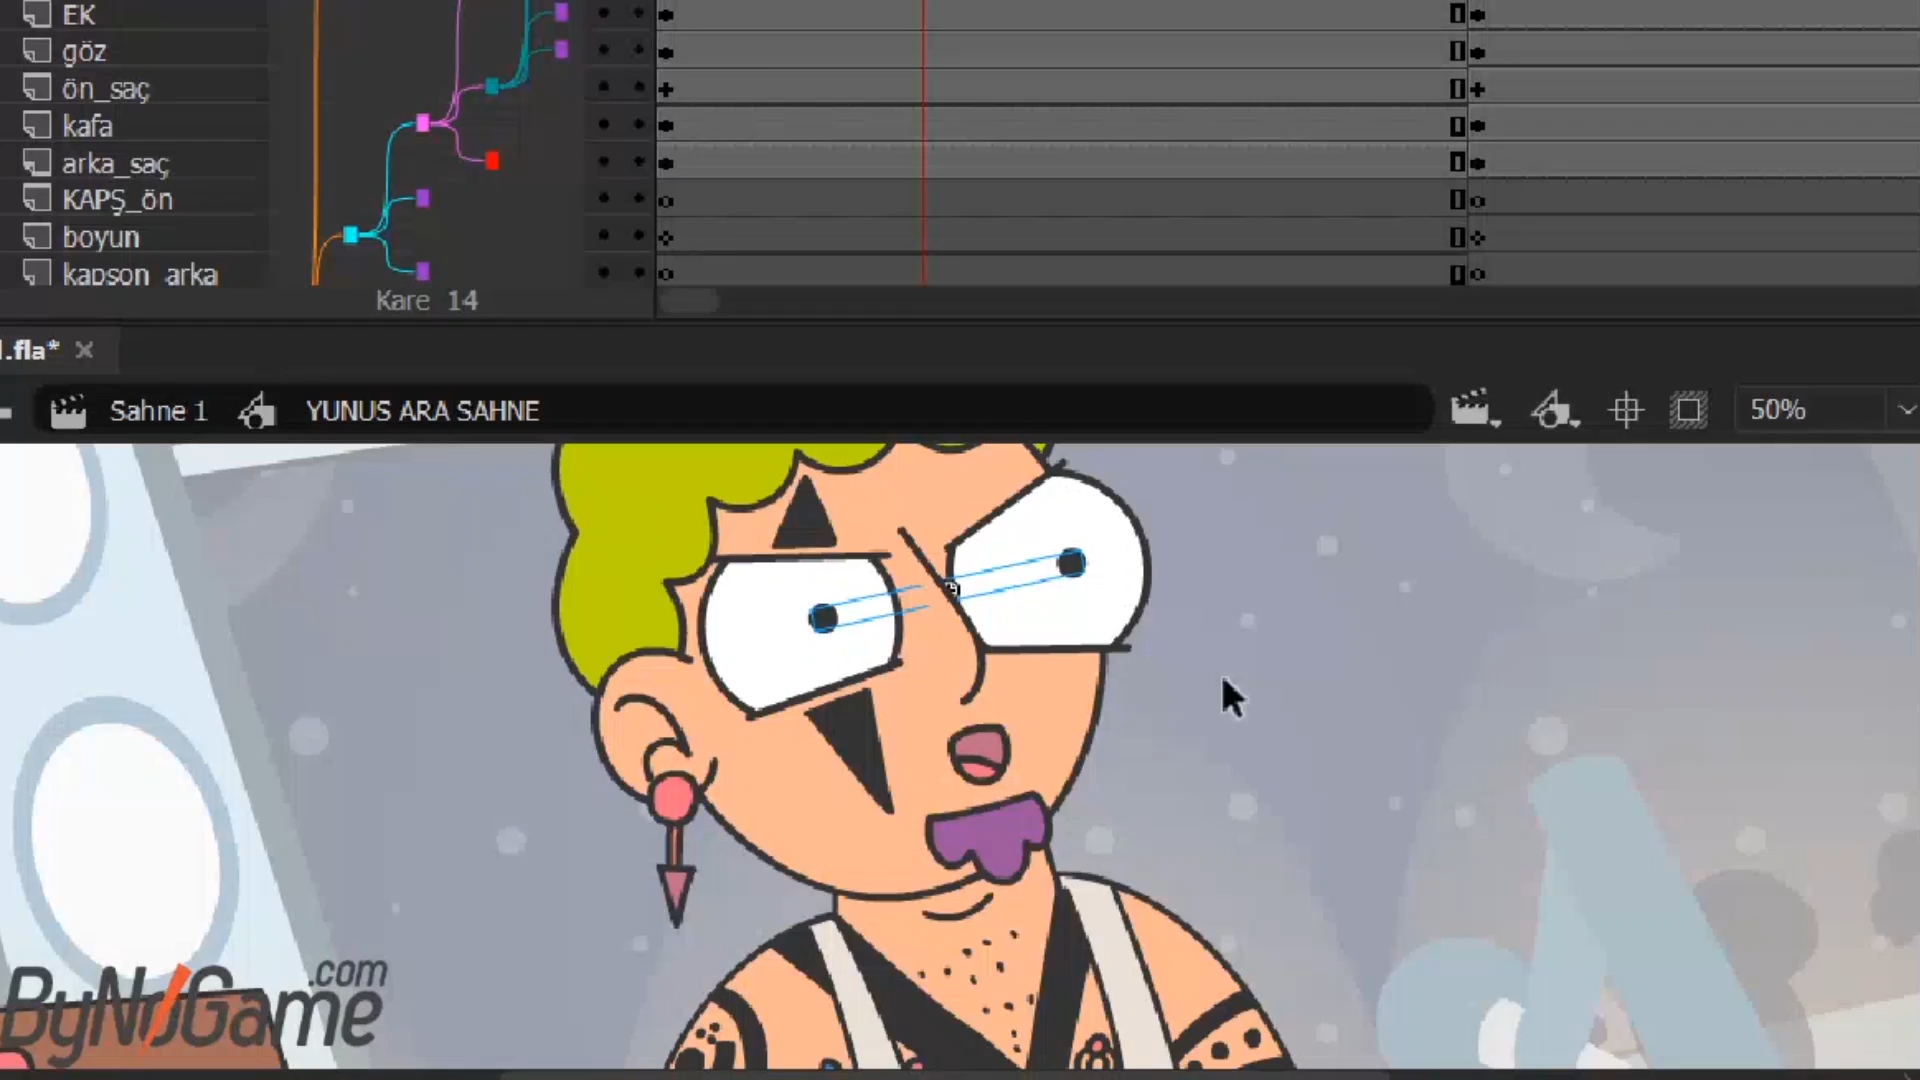 EK
göz
ön_saç
kafa
arka_saç
KAPŞ_ön
boyun
kapson_arka
Kare 14
.fla*
Sahne 1 YUNUS ARA SAHNE 50%
ByNoGame.com